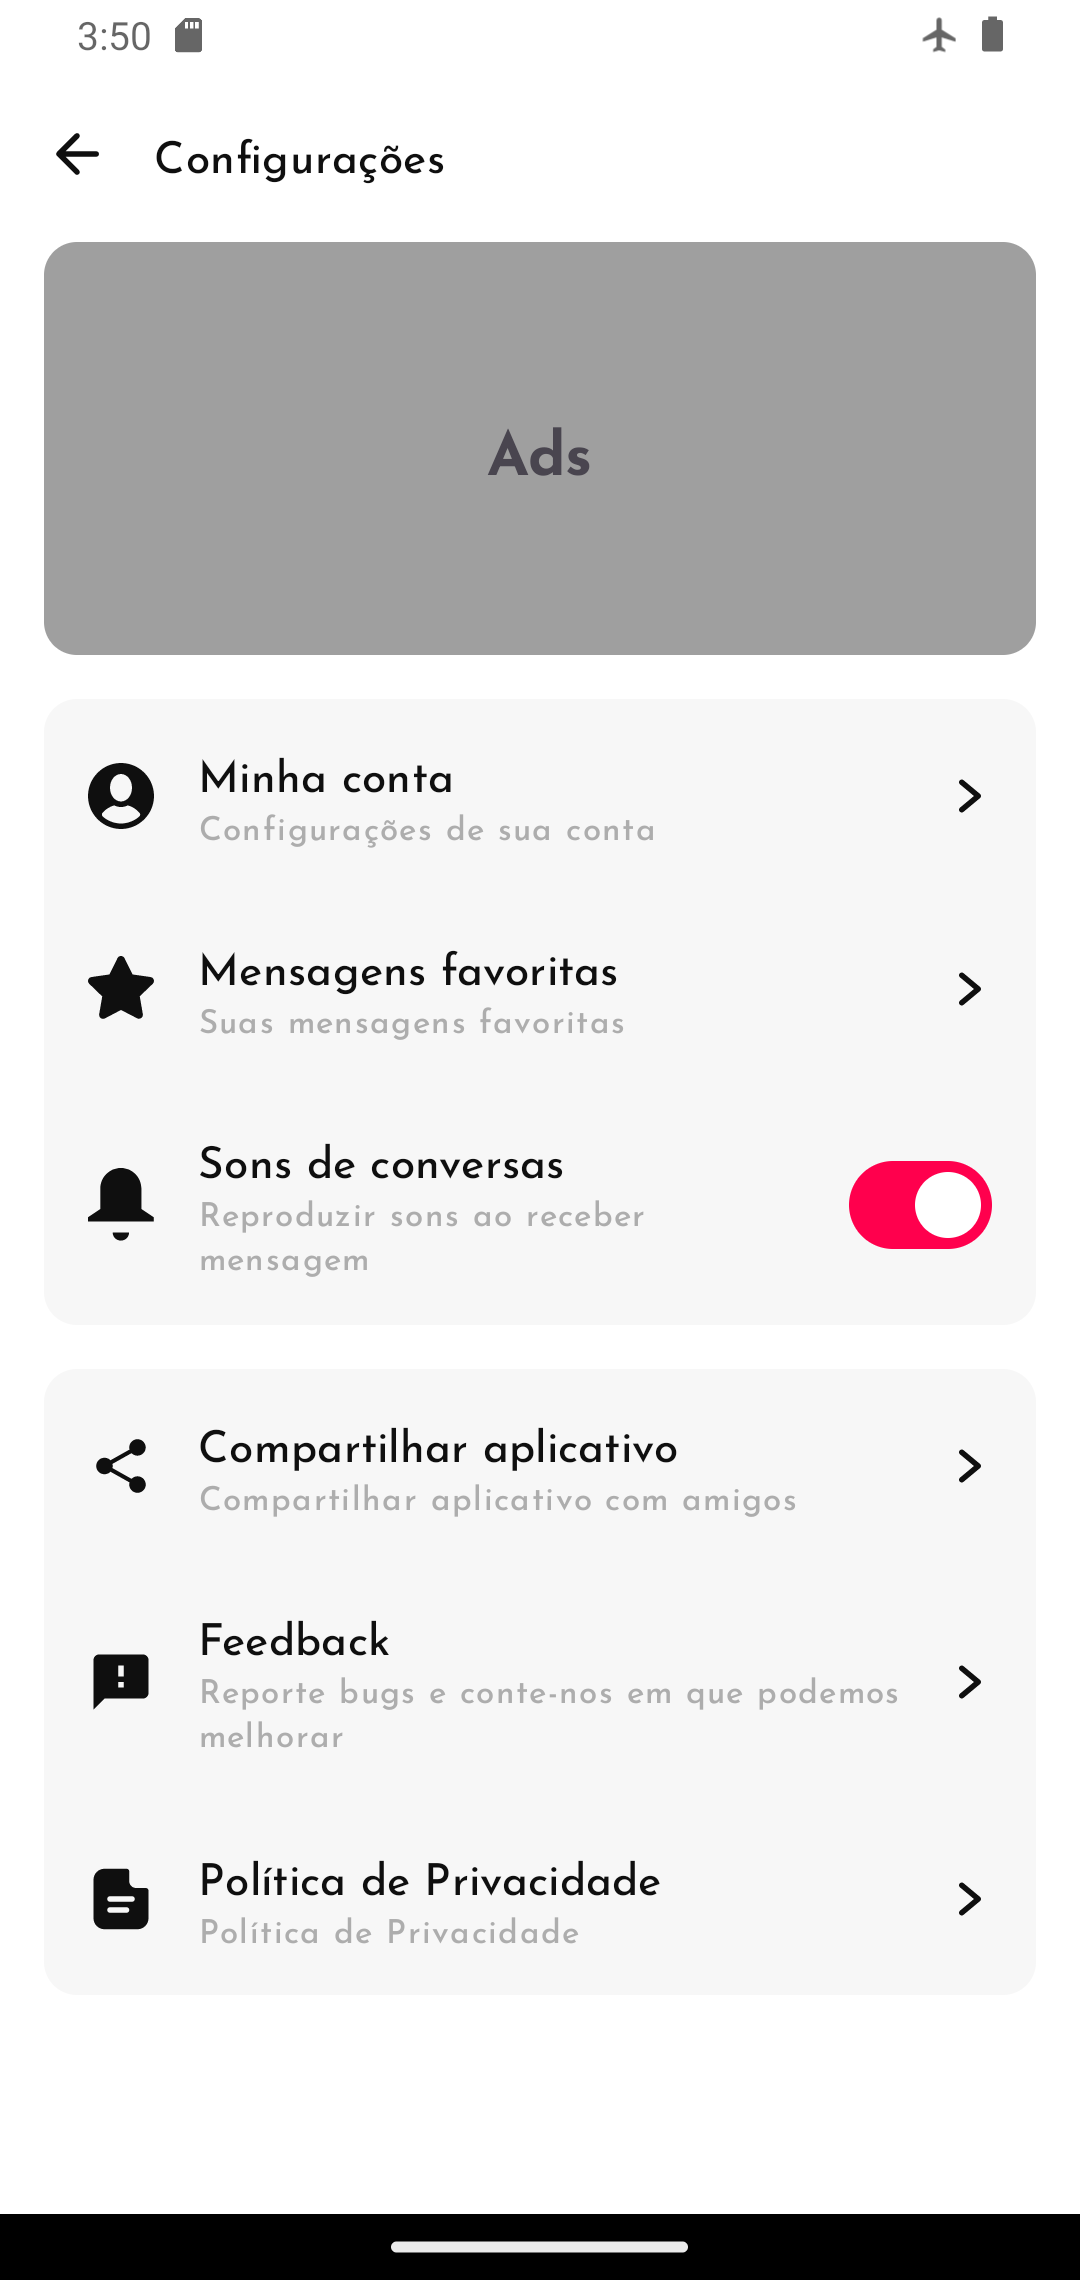 3:50
Configurações
Ads
Minha conta
Configurações de sua conta
Mensagens favoritas
Suas mensagens favoritas
Sons de conversas
Reproduzir sons ao receber
mensagem
Compartilhar aplicativo
Compartilhar aplicativo com amigos
Feedback
Reporte bugs e conte-nos em que podemos
melhorar
Política de Privacidade
Política de Privacidade